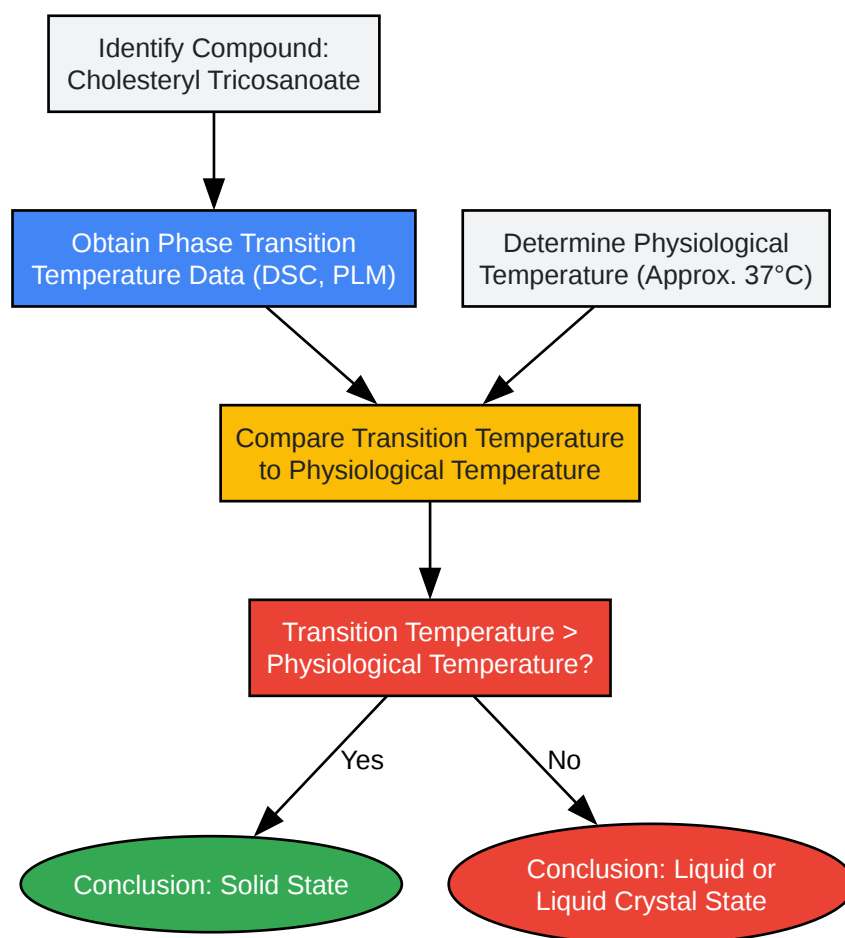 Identify Compound:
Cholesteryl Tricosanoate
Obtain Phase Transition
Temperature Data (DSC, PLM)
Determine Physiological
Temperature (Approx. 37°C)
Compare Transition Temperature
to Physiological Temperature
Transition Temperature >
Physiological Temperature?
Yes
No
Conclusion: Solid State
Conclusion: Liquid or
Liquid Crystal State